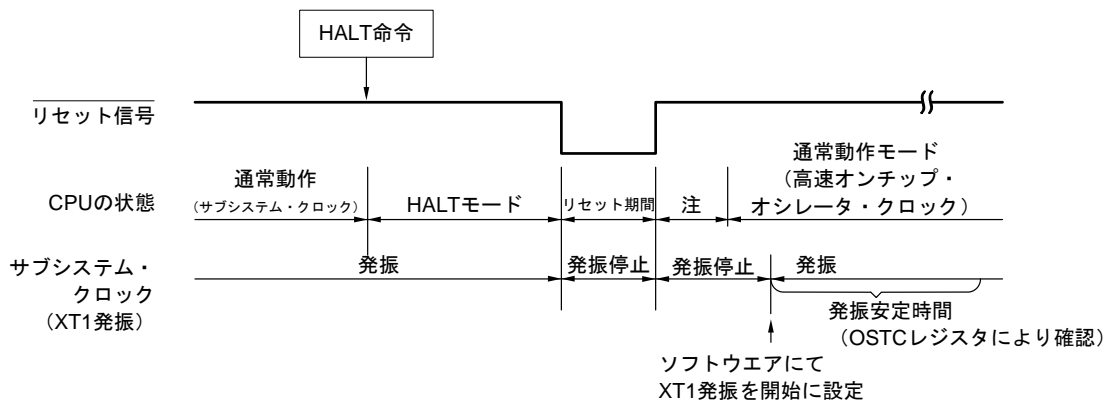 HALT命令
リセット信号
通常動作モード
（高速オンチップ・
オシレータ・クロック）
CPUの状態
通常動作
（サブシステム・クロック）
HALTモード
リセット期間
注
サブシステム・
クロック
（XT1発振）
発振
発振停止
発振停止
発振
発振安定時間
（OSTCレジスタにより確認）
ソフトウエアにて
XT1発振を開始に設定